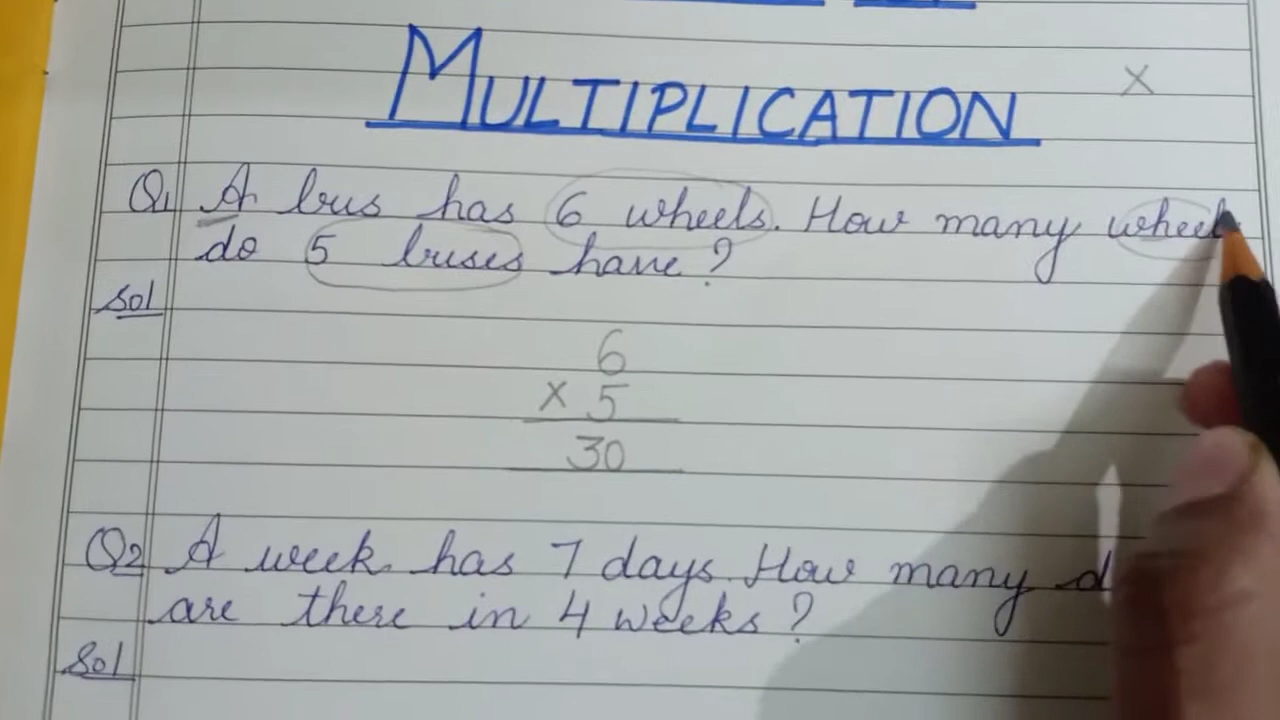 MULTIPLICATION
×
Q1 A bus has 6 wheels. How many wheel
do 5 buses have?
Sol
6
× 5
30
Q2 A week has 7 days. How many d
are there in 4 weeks?
Sol